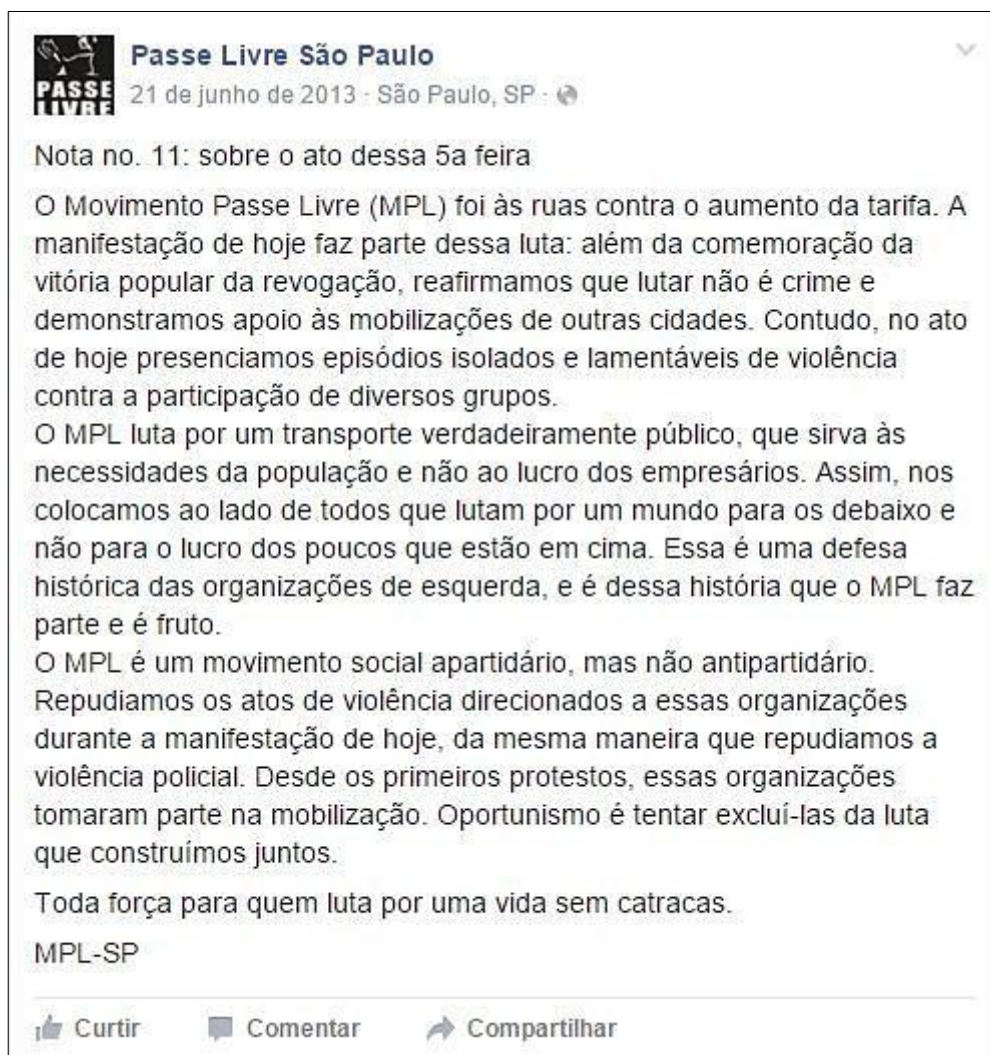 Passe Livre São Paulo
PASSE
LIVRE
21 de junho de 2013 · São Paulo, SP ·
Nota no. 11: sobre o ato dessa 5a feira
O Movimento Passe Livre (MPL) foi às ruas contra o aumento da tarifa. A
manifestação de hoje faz parte dessa luta: além da comemoração da
vitória popular da revogação, reafirmamos que lutar não é crime e
demonstramos apoio às mobilizações de outras cidades. Contudo, no ato
de hoje presenciamos episódios isolados e lamentáveis de violência
contra a participação de diversos grupos.
O MPL luta por um transporte verdadeiramente público, que sirva às
necessidades da população e não ao lucro dos empresários. Assim, nos
colocamos ao lado de todos que lutam por um mundo para os debaixo e
não para o lucro dos poucos que estão em cima. Essa é uma defesa
histórica das organizações de esquerda, e é dessa história que o MPL faz
parte e é fruto.
O MPL é um movimento social apartidário, mas não antipartidário.
Repudiamos os atos de violência direcionados a essas organizações
durante a manifestação de hoje, da mesma maneira que repudiamos a
violência policial. Desde os primeiros protestos, essas organizações
tomaram parte na mobilização. Oportunismo é tentar excluí-las da luta
que construímos juntos.
Toda força para quem luta por uma vida sem catracas.
MPL-SP
Curtir Comentar Compartilhar